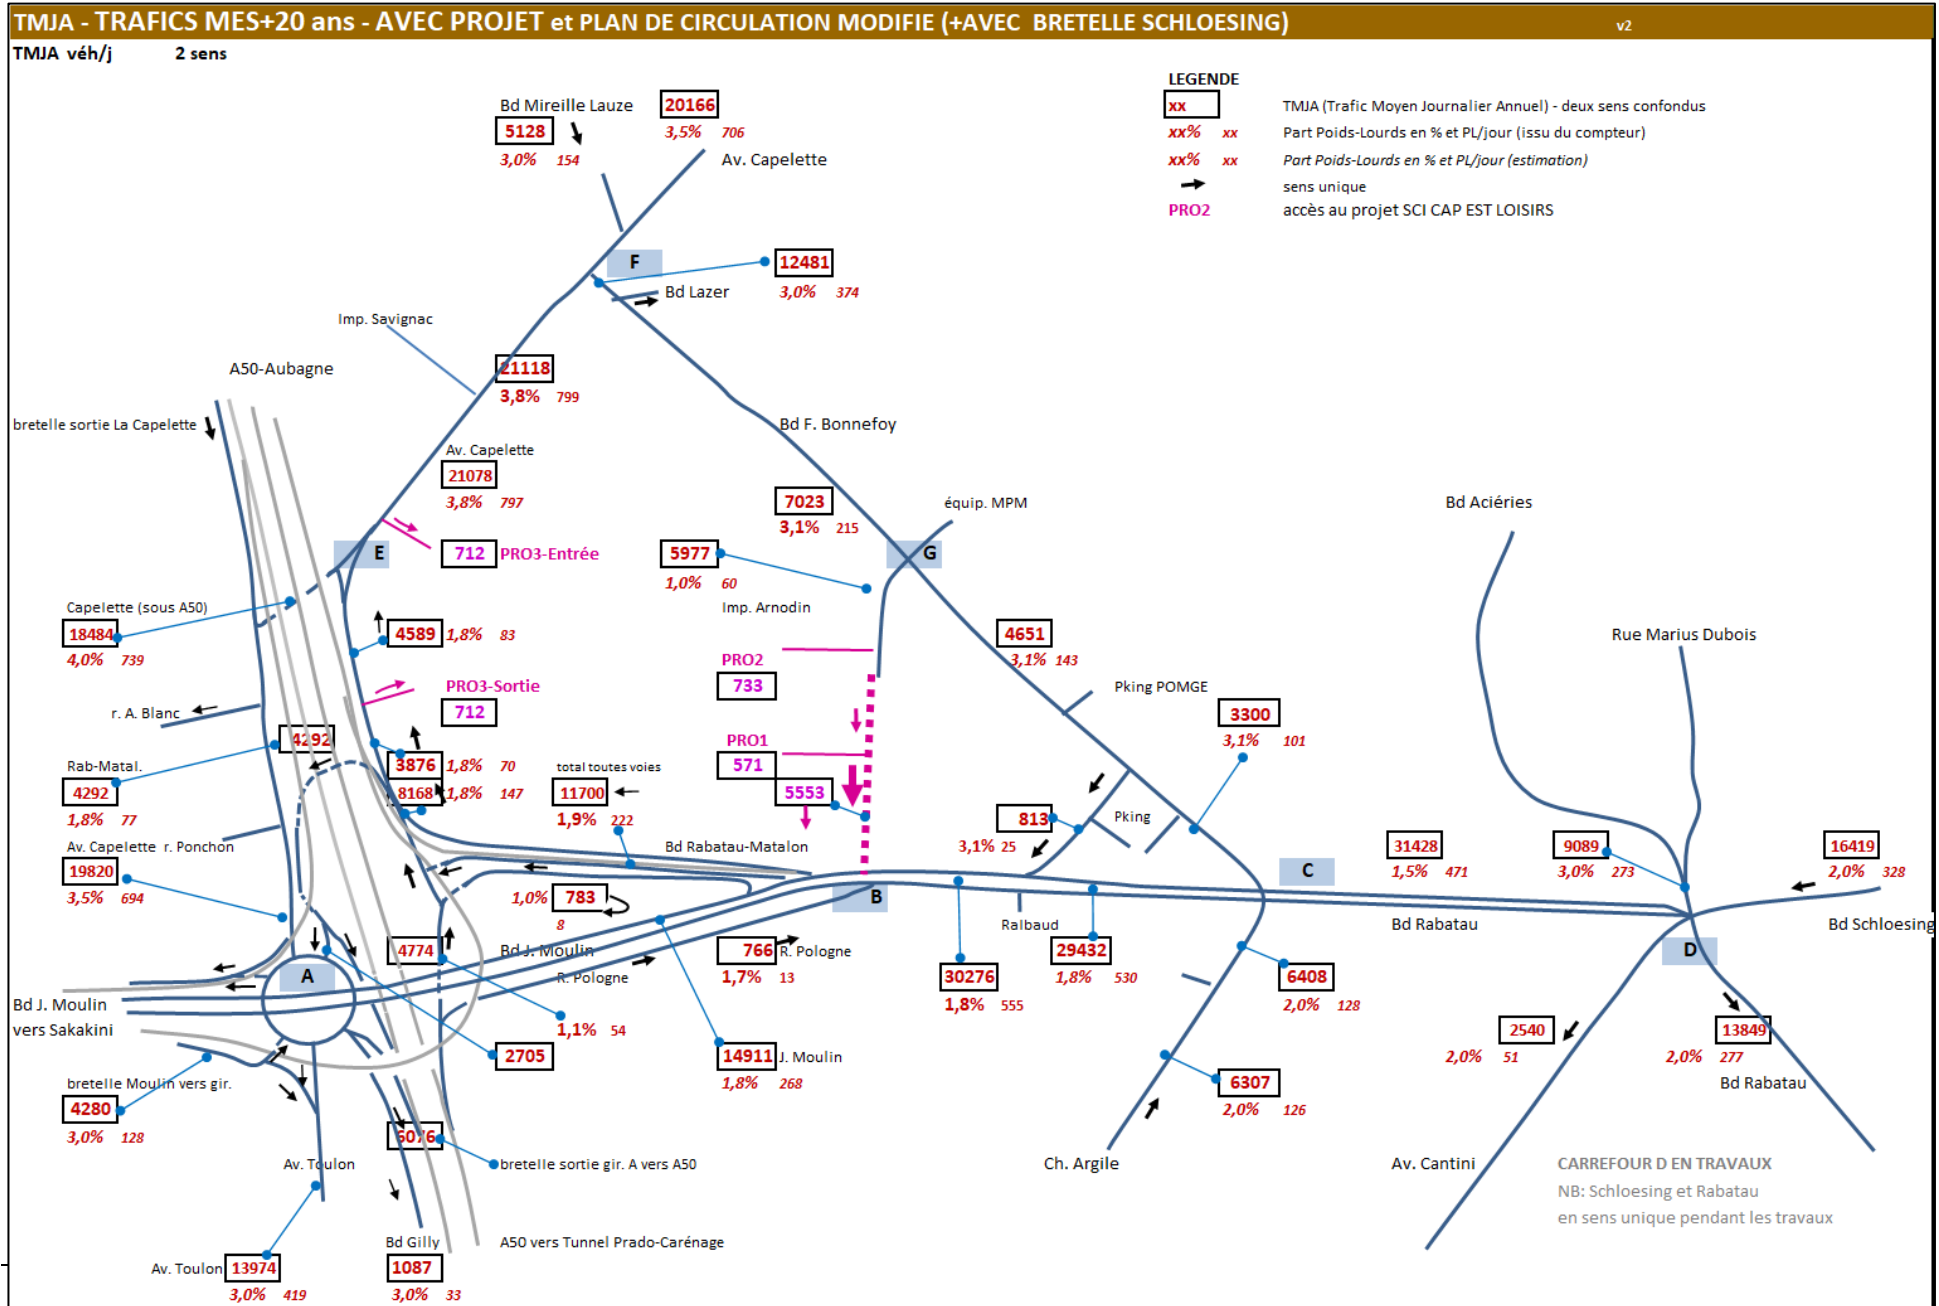 TMJA - TRAFICS MES+20 ans - AVEC PROJET et PLAN DE CIRCULATION MODIFIE (+AVEC BRETELLE SCHLOESING)
v2
TMJA véh/j 2 sens
LEGENDE
xx TMJA (Trafic Moyen Journalier Annuel) - deux sens confondus
xx% xx Part Poids-Lourds en % et PL/jour (issu du compteur)
xx% xx Part Poids-Lourds en % et PL/jour (estimation)
sens unique
PRO2 accès au projet SCI CAP EST LOISIRS
Bd Mireille Lauze
5128
3,0% 154
20166
3,5% 706
Av. Capelette
F
12481
3,0% 374
Bd Lazer
Imp. Savignac
21118
3,8% 799
A50-Aubagne
bretelle sortie La Capelette
Av. Capelette
21078
3,8% 797
Bd F. Bonnefoy
7023
3,1% 215
équip. MPM
Bd Aciéries
E
712 PRO3-Entrée
5977
1,0% 60
G
Imp. Arnodin
Capelette (sous A50)
18484
4,0% 739
4589 1,8% 83
4651
3,1% 143
Rue Marius Dubois
PRO3-Sortie
712
PRO2
733
Pking POMGE
r. A. Blanc
4292
3300
3,1% 101
PRO1
571
5553
Rab-Matal.
4292
1,8% 77
3876 1,8% 70
8168 1,8% 147
total toutes voies
11700
1,9% 222
813
3,1% 25
Pking
Av. Capelette r. Ponchon
19820
3,5% 694
Bd Rabatau-Matalon
C
31428
1,5% 471
9089
3,0% 273
16419
2,0% 328
1,0% 783
8
B
Ralbaud
Bd Rabatau
Bd Schloesing
A
4774
Bd J. Moulin
R. Pologne
766 R. Pologne
1,7% 13
30276
1,8% 555
29432
1,8% 530
6408
2,0% 128
D
Bd J. Moulin
vers Sakakini
1,1% 54
2705
14911 J. Moulin
1,8% 268
2540
2,0% 51
13849
2,0% 277
Bd Rabatau
bretelle Moulin vers gir.
4280
3,0% 128
6307
2,0% 126
6076
bretelle sortie gir. A vers A50
Av. Toulon
Ch. Argile
Av. Cantini
CARREFOUR D EN TRAVAUX
NB: Schloesing et Rabatau
en sens unique pendant les travaux
Bd Gilly
A50 vers Tunnel Prado-Carénage
Av. Toulon 13974
3,0% 419
1087
3,0% 33